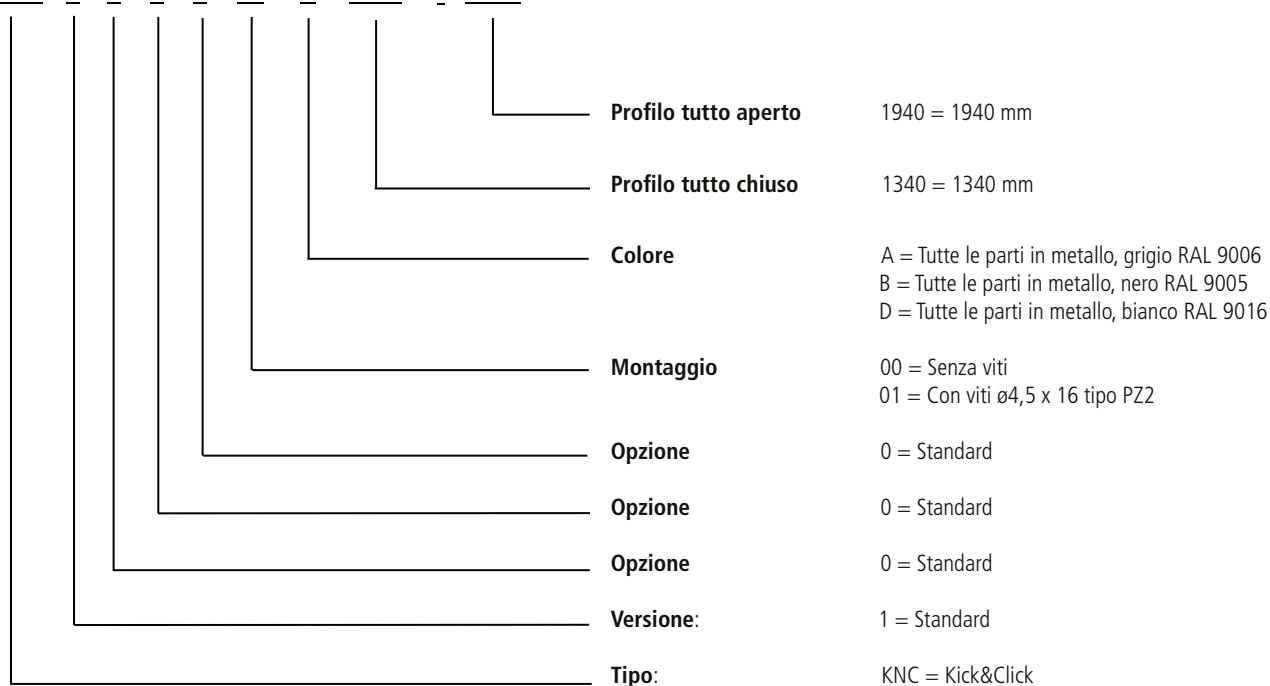 Profilo tutto aperto 1940 = 1940 mm
Profilo tutto chiuso 1340 = 1340 mm
Colore A = Tutte le parti in metallo, grigio RAL 9006
B = Tutte le parti in metallo, nero RAL 9005
D = Tutte le parti in metallo, bianco RAL 9016
Montaggio 00 = Senza viti
01 = Con viti ø4,5 x 16 tipo PZ2
Opzione 0 = Standard
Opzione 0 = Standard
Opzione 0 = Standard
Versione: 1 = Standard
Tipo: KNC = Kick&Click